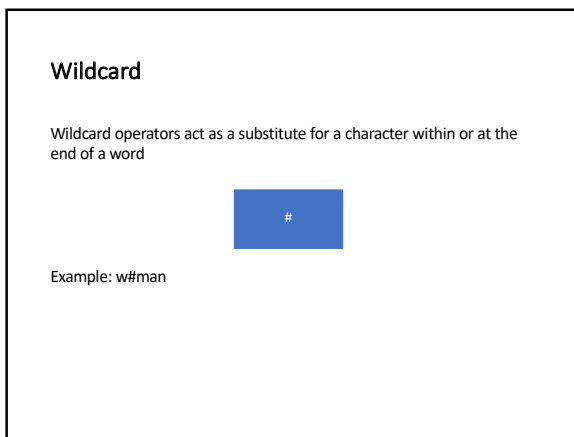 Wildcard
Wildcard operators act as a substitute for a character within or at the
end of a word
#
Example: w#man